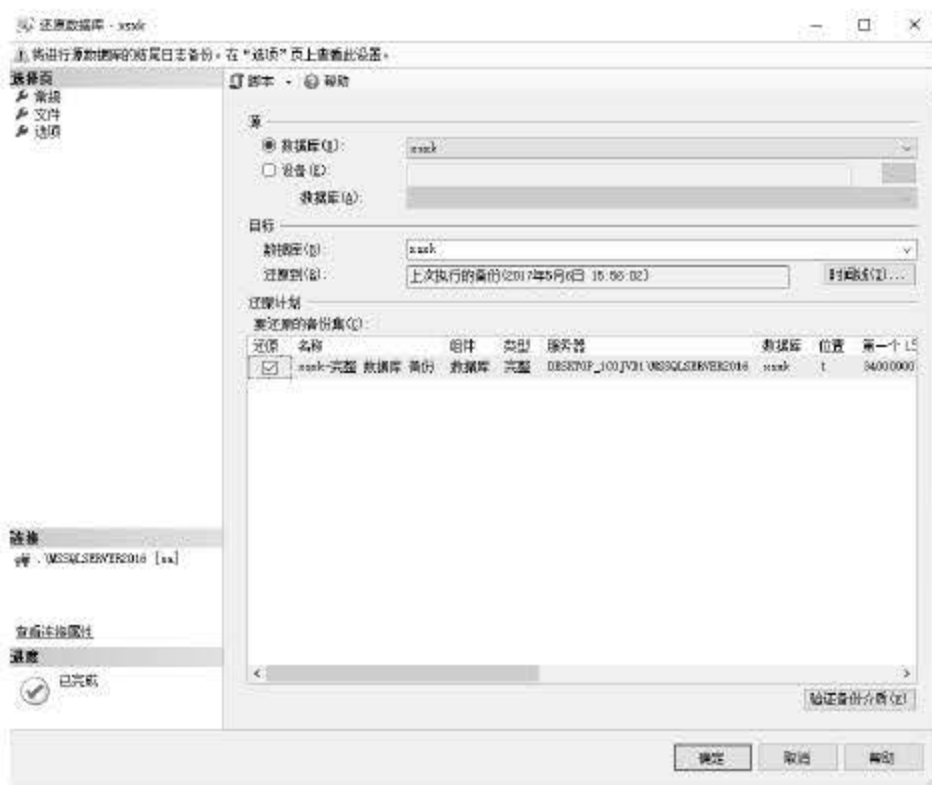 还原数据库 - xsxk
将进行源数据库的结尾日志备份。在“选项”页上查看此设置。
选择页
常规
文件
选项
脚本 帮助
源
数据库(D): xsxk
设备(E):
数据库(A):
目标
数据库(D): xsxk
还原到(R): 上次执行的备份(2017年5月6日 15:56:02) 时间线(T)...
还原计划
要还原的备份集(C):
还原 名称 组件 类型 服务器 数据库 位置 第一个 LS
xsxk-完整 数据库 备份 数据库 完整 xsxk 1
连接
.\MSSQLSERVER2016 [sa]
查看连接属性
进度
已完成
验证备份介质(V)
确定 取消 帮助